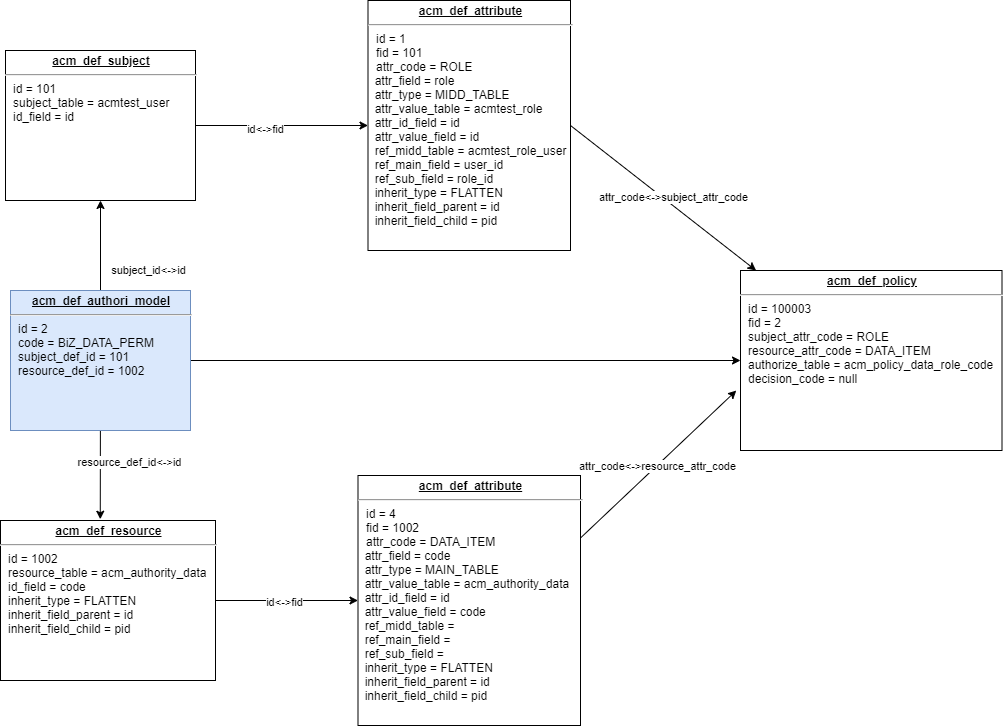 acm_def_attribute
id = 1
fid = 101
attr_code = ROLE
attr_field = role
attr_type = MIDD_TABLE
attr_value_table = acmtest_role
attr_id_field = id
attr_value_field = id
ref_midd_table = acmtest_role_user
ref_main_field = user_id
ref_sub_field = role_id
inherit_type = FLATTEN
inherit_field_parent = id
inherit_field_child = pid
acm_def_subject
id = 101
subject_table = acmtest_user
id_field = id
id<->fid
attr_code<->subject_attr_code
subject_id<->id
acm_def_authori_model
id = 2
code = BiZ_DATA_PERM
subject_def_id = 101
resource_def_id = 1002
acm_def_policy
id = 100003
fid = 2
subject_attr_code = ROLE
resource_attr_code = DATA_ITEM
authorize_table = acm_policy_data_role_code
decision_code = null
resource_def_id<->id
attr_code<->resource_attr_code
acm_def_resource
id = 1002
resource_table = acm_authority_data
id_field = code
inherit_type = FLATTEN
inherit_field_parent = id
inherit_field_child = pid
id<->fid
acm_def_attribute
id = 4
fid = 1002
attr_code = DATA_ITEM
attr_field = code
attr_type = MAIN_TABLE
attr_value_table = acm_authority_data
attr_id_field = id
attr_value_field = code
ref_midd_table =
ref_main_field =
ref_sub_field =
inherit_type = FLATTEN
inherit_field_parent = id
inherit_field_child = pid